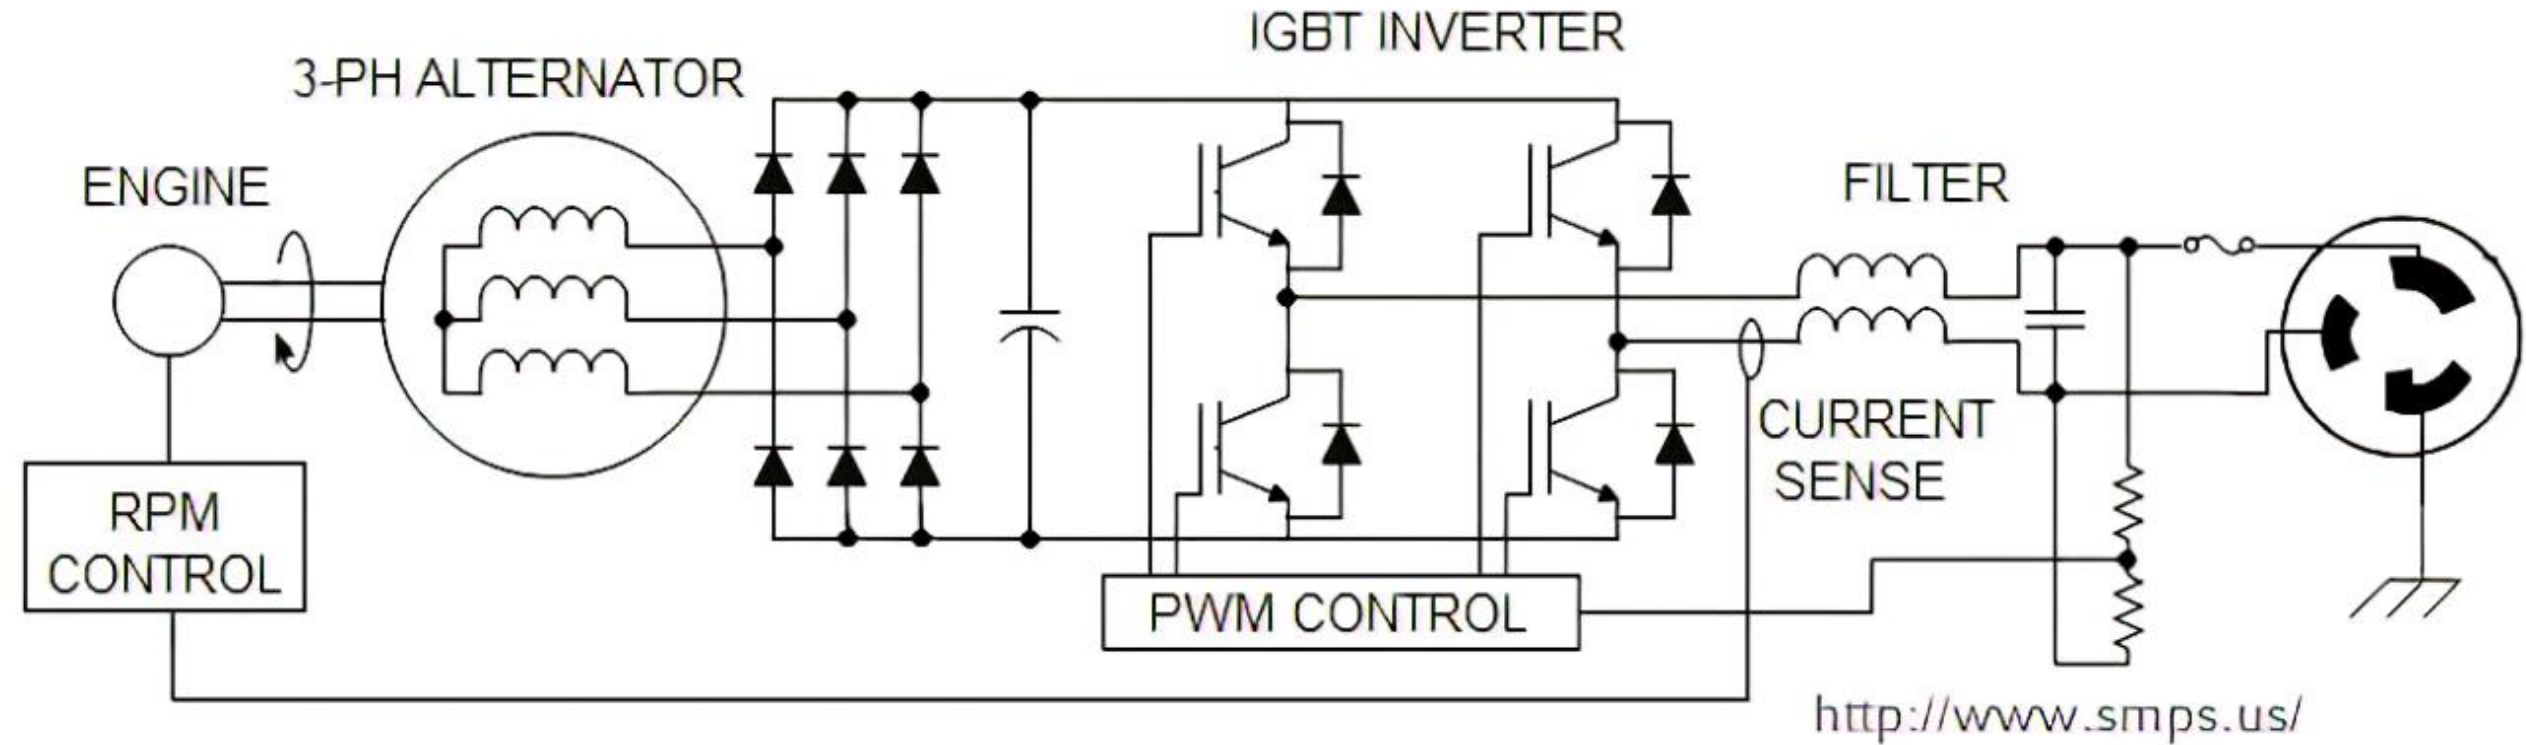 IGBT INVERTER
3-PH ALTERNATOR
ENGINE
FILTER
CURRENT
SENSE
RPM
CONTROL
PWM CONTROL
http://www.smps.us/